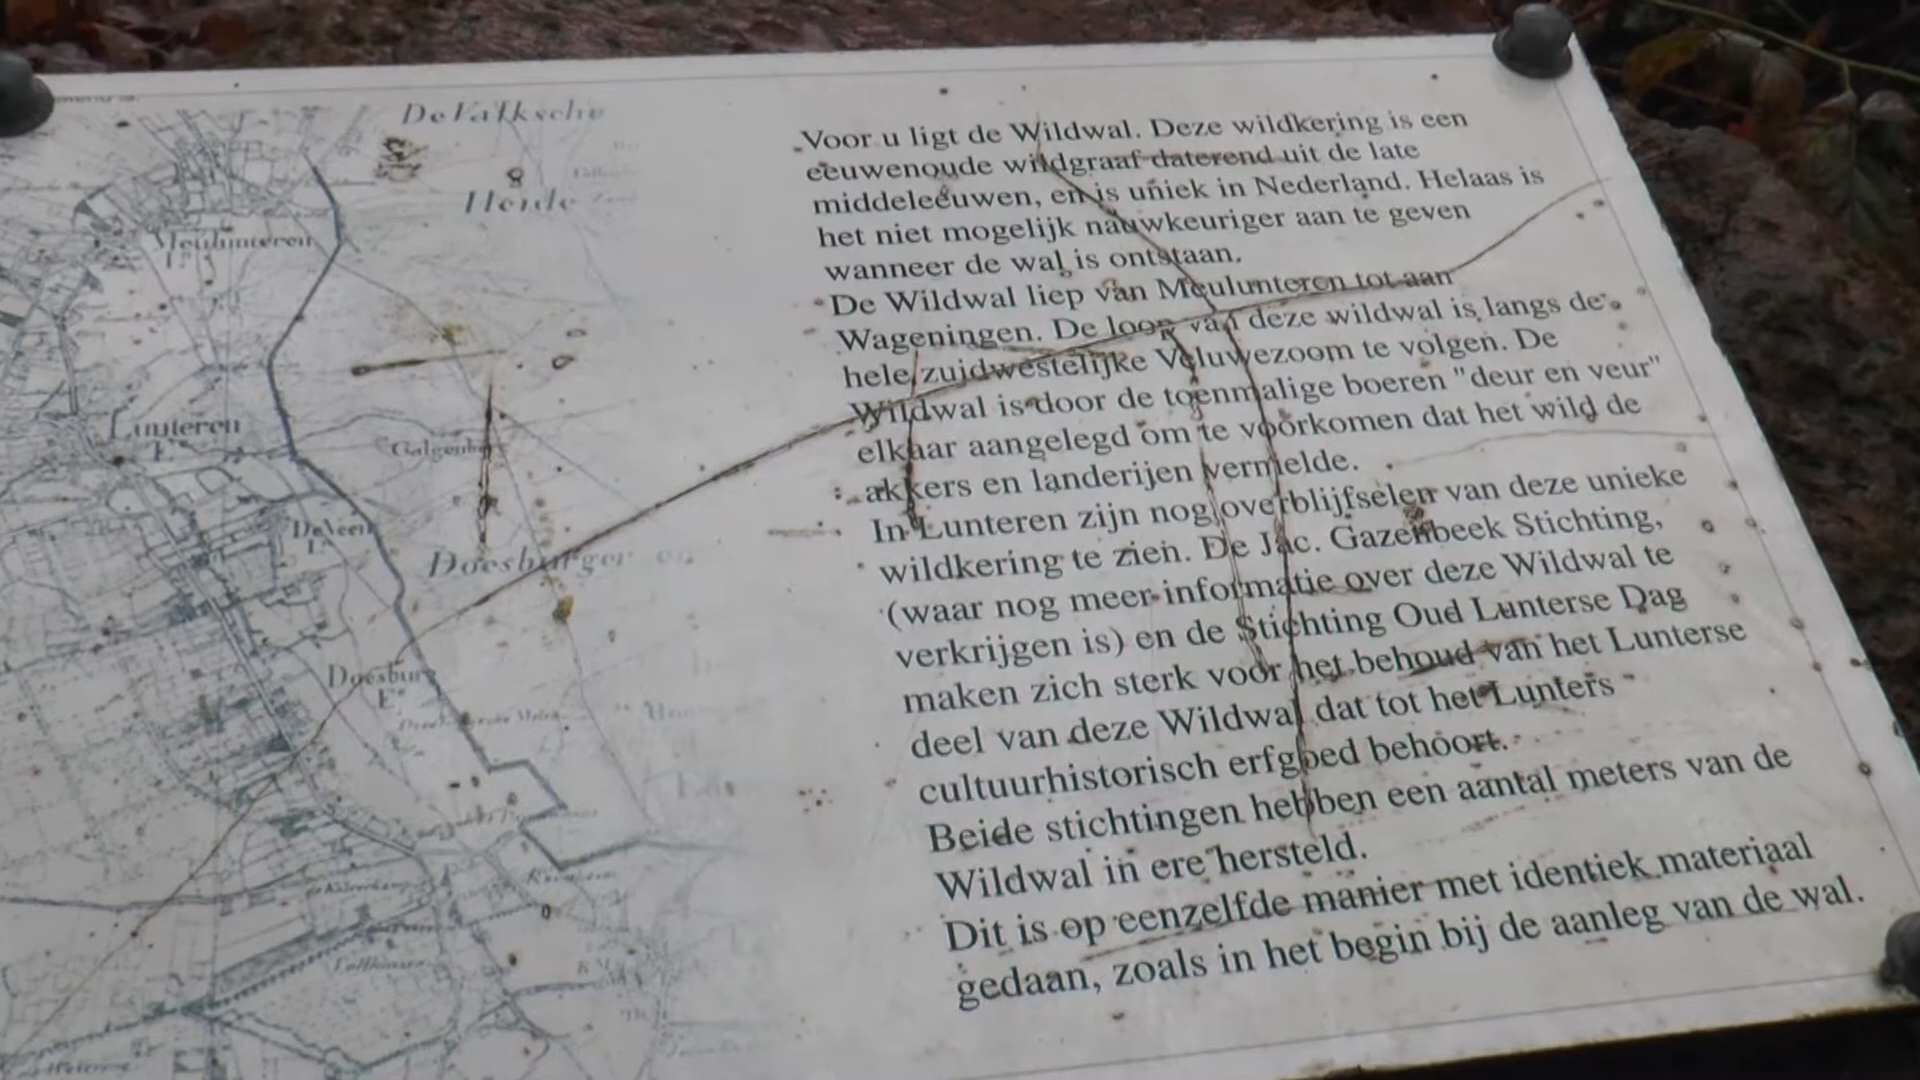 De Valksche
Heide
Meulunteren
Lunteren
De Veen
Doesburger
Doesburg
Voor u ligt de Wildwal. Deze wildkering is een
eeuwenoude wildgraaf daterend uit de late
middeleeuwen, en is uniek in Nederland. Helaas is
het niet mogelijk nauwkeuriger aan te geven
wanneer de wal is ontstaan.
De Wildwal liep van Meulunteren tot aan
Wageningen. De loop van deze wildwal is langs de
hele zuidwestelijke Veluwezoom te volgen. De
Wildwal is door de toenmalige boeren "deur en veur"
elkaar aangelegd om te voorkomen dat het wild de
akkers en landerijen vernielde.
In Lunteren zijn nog overblijfselen van deze unieke
wildkering te zien. De Jac. Gazenbeek Stichting,
(waar nog meer informatie over deze Wildwal te
verkrijgen is) en de Stichting Oud Lunterse Dag
maken zich sterk voor het behoud van het Lunterse
deel van deze Wildwal dat tot het Lunters
cultuurhistorisch erfgoed behoort.
Beide stichtingen hebben een aantal meters van de
Wildwal in ere hersteld.
Dit is op eenzelfde manier met identiek materiaal
gedaan, zoals in het begin bij de aanleg van de wal.